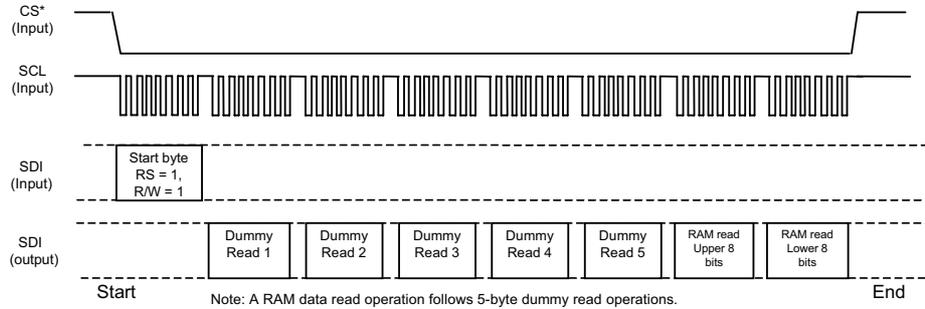 CS*
(Input)
SCL
(Input)
SDI
(Input)
Start byte
RS = 1,
R/W = 1
SDI
(output)
Dummy
Read 1
Dummy
Read 2
Dummy
Read 3
Dummy
Read 4
Dummy
Read 5
RAM read
Upper 8
bits
RAM read
Lower 8
bits
Start
End
Note: A RAM data read operation follows 5-byte dummy read operations.